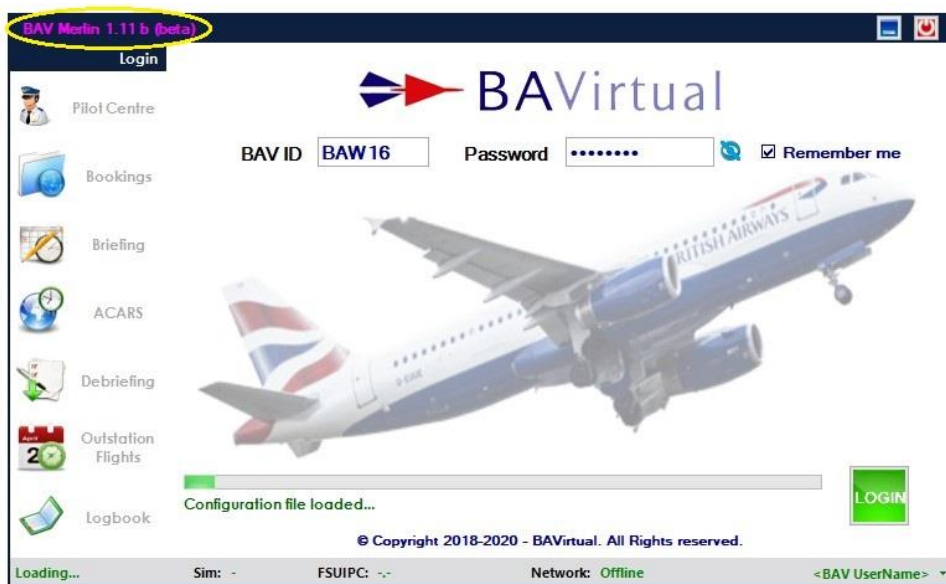 BAV Merlin 1.11 b (beta)
Login
Pilot Centre
Bookings
Briefing
ACARS
Debriefing
Outstation
Flights
Logbook
BAVirtual
BAV ID BAW16 Password •••••••• Remember me
BRITISH AIRWAYS
April
2
Configuration file loaded...
LOGIN
© Copyright 2018-2020 - BAVirtual. All Rights reserved.
Loading... Sim: - FSUIPC: -.- Network: Offline <BAV UserName>